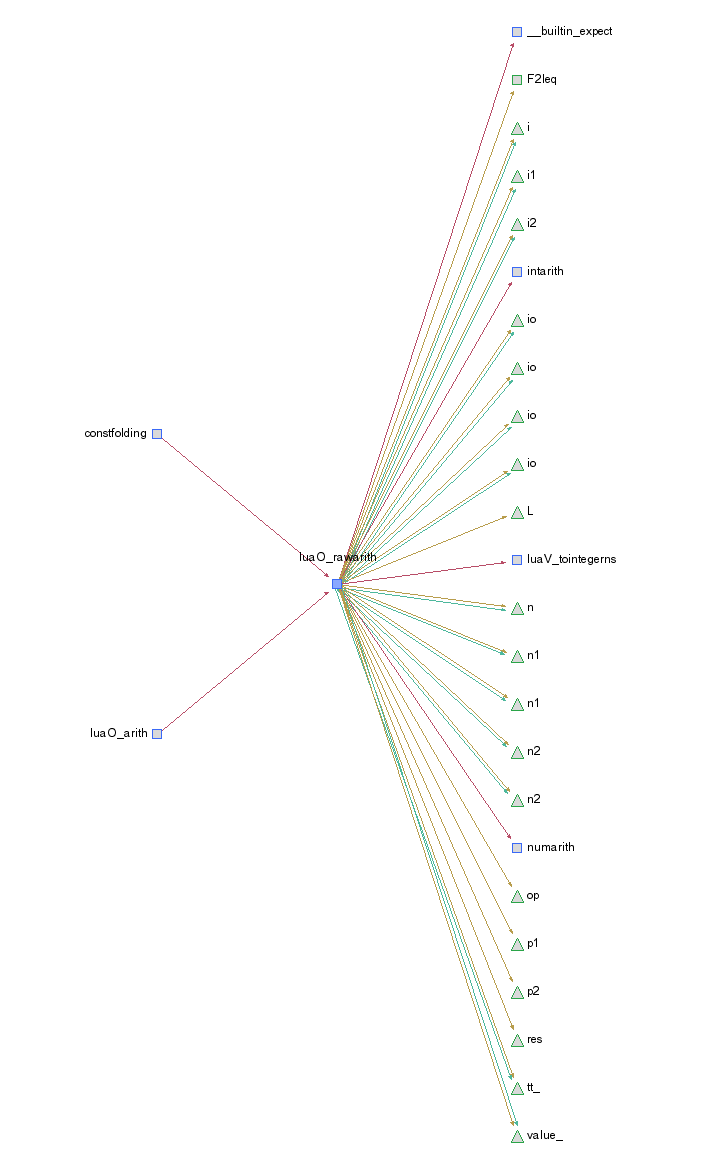 __builtin_expect
F2Ieq
i
i1
i2
intarith
io
io
io
constfolding
io
L
luaO_rawarith
luaV_tointegerns
n
n1
n1
luaO_arith
n2
n2
numarith
op
p1
p2
res
tt_
value_